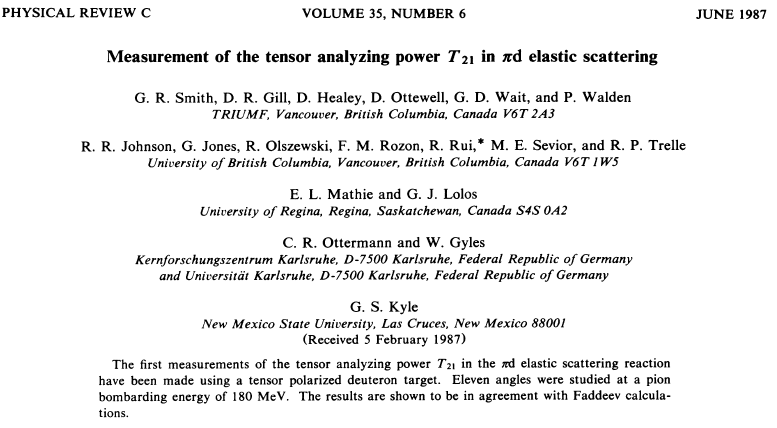 PHYSICAL REVIEW C VOLUME 35, NUMBER 6 JUNE 1987
Measurement of the tensor analyzing power T21 in πd elastic scattering
G. R. Smith, D. R. Gill, D. Healey, D. Ottewell, G. D. Wait, and P. Walden
TRIUMF, Vancouver, British Columbia, Canada V6T 2A3
R. R. Johnson, G. Jones, R. Olszewski, F. M. Rozon, R. Rui,* M. E. Sevior, and R. P. Trelle
University of British Columbia, Vancouver, British Columbia, Canada V6T 1W5
E. L. Mathie and G. J. Lolos
University of Regina, Regina, Saskatchewan, Canada S4S 0A2
C. R. Ottermann and W. Gyles
Kernforschungszentrum Karlsruhe, D-7500 Karlsruhe, Federal Republic of Germany
and Universität Karlsruhe, D-7500 Karlsruhe, Federal Republic of Germany
G. S. Kyle
New Mexico State University, Las Cruces, New Mexico 88001
(Received 5 February 1987)
The first measurements of the tensor analyzing power T21 in the πd elastic scattering reaction
have been made using a tensor polarized deuteron target. Eleven angles were studied at a pion
bombarding energy of 180 MeV. The results are shown to be in agreement with Faddeev calcula-
tions.